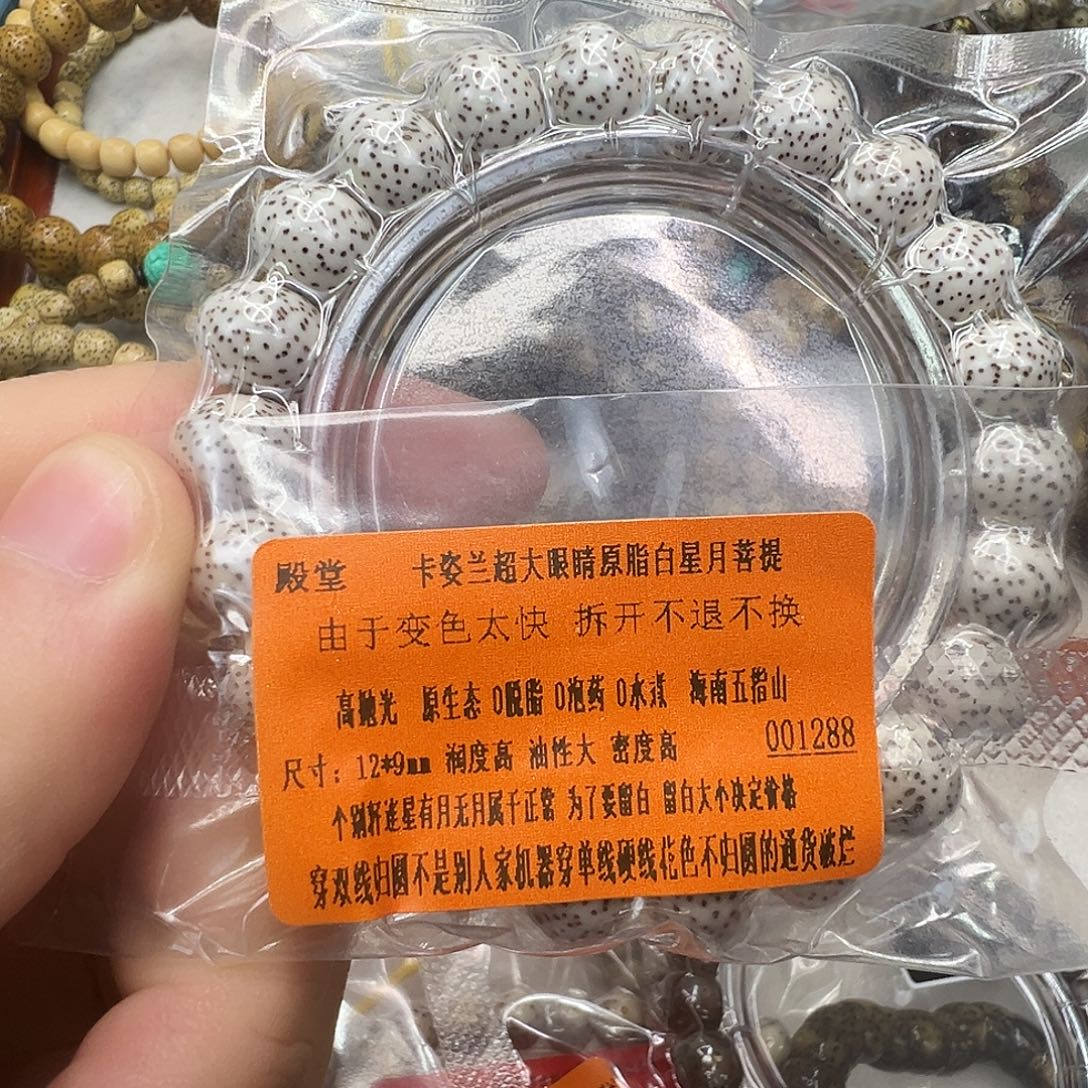 殿堂 卡姿兰超大眼睛原脂白星月菩提
由于变色太快 拆开不退不换
高抛光 原生态 0脱脂 0泡药 0水煮 海南五指山
001288
尺寸：12*9mm 润度高 油性大 密度高
个别籽连星有月无月属于正常 为了要留白 留白大小决定价格
穿双线归圆不是别人家机器穿单线硬线花色不归圆的通货破烂